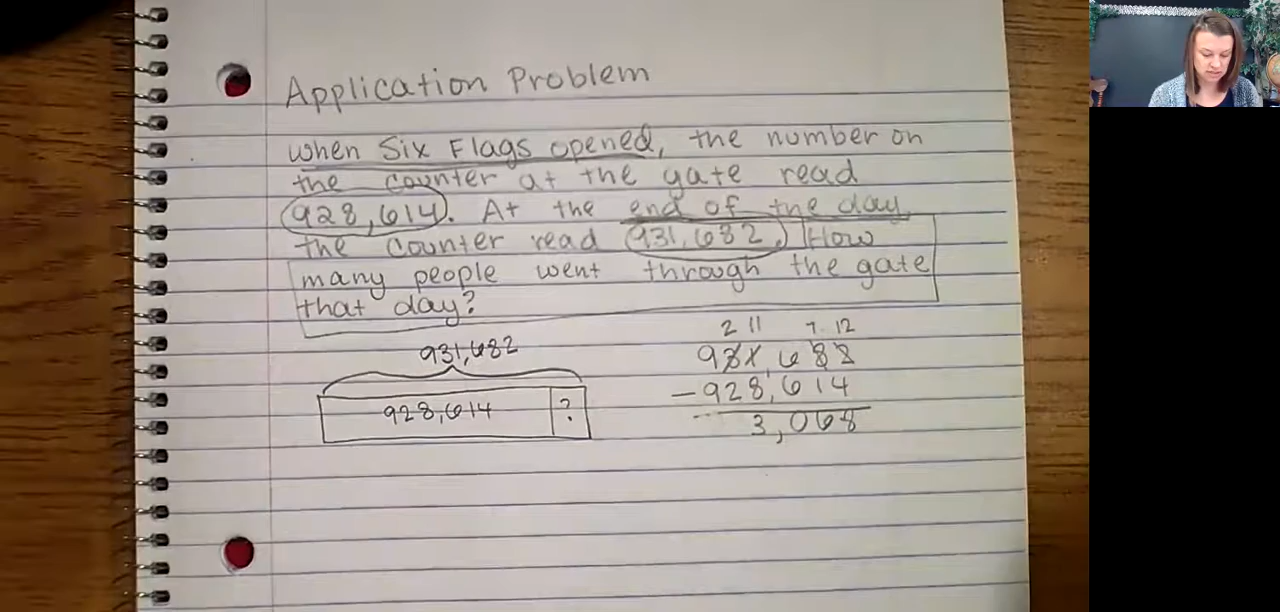 Application Problem
When Six Flags opened, the number on
the counter at the gate read
928,614. At the end of the day
the counter read 931,682. How
many people went through the gate
that day?
931,682
928,614 ?
2 11 7 12
931,682
-928,614
3,068